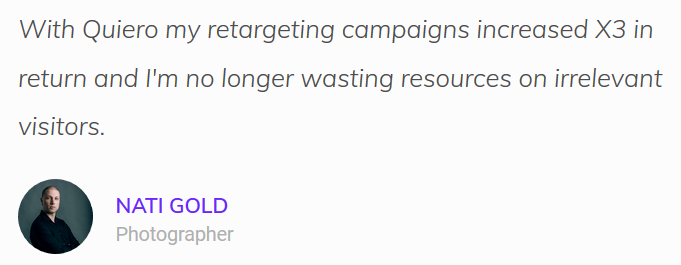 With Quiero my retargeting campaigns increased X3 in
return and I'm no longer wasting resources on irrelevant
visitors.
NATI GOLD
Photographer